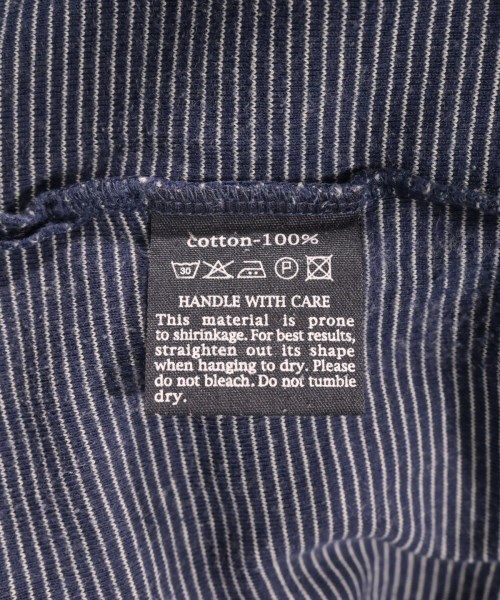 cotton-100%
30 P
HANDLE WITH CARE
This material is prone
to shirinkage. For best results,
straighten out its shape
when hanging to dry. Please
do not bleach. Do not tumble
dry.